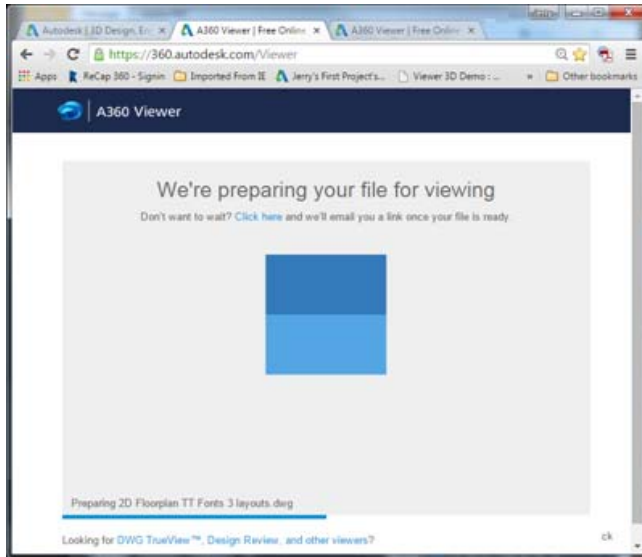 Autodesk | 3D Design, En
A360 Viewer | Free Online
A360 Viewer | Free Online
https://360.autodesk.com/Viewer
Apps ReCap 360 - Signin Imported From IE Jerry's First Project's... Viewer 3D Demo : ... » Other bookmarks
A360 Viewer
We're preparing your file for viewing
Don't want to wait? Click here and we'll email you a link once your file is ready.
Preparing 2D Floorplan TT Fonts 3 layouts.dwg
Looking for DWG TrueView™, Design Review, and other viewers?
ck